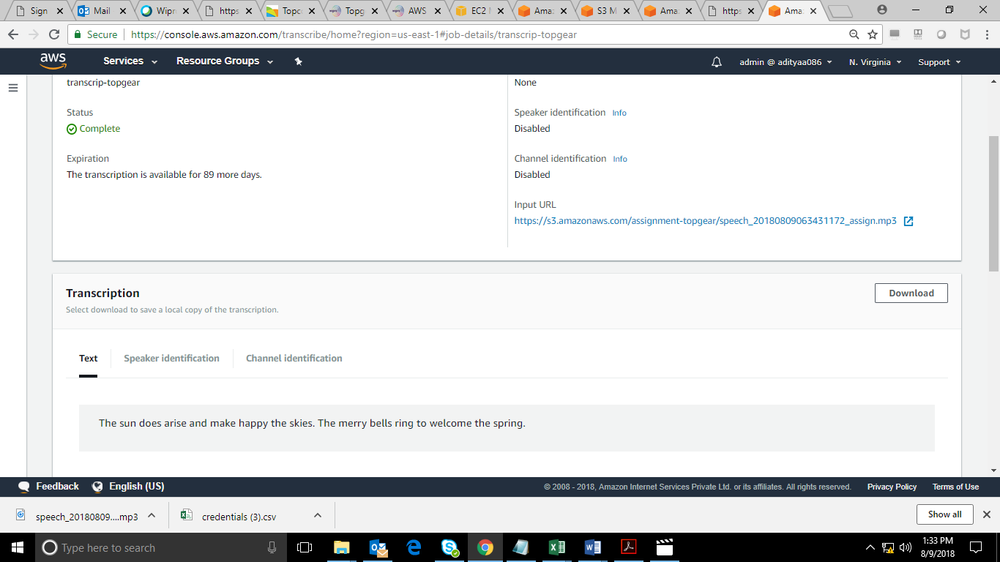 Sign Mail Wipr https Topc Topg AWS EC2 Amaz S3 M Ama https Ama
Secure https://console.aws.amazon.com/transcribe/home?region=us-east-1#job-details/transcrip-topgear
aws Services Resource Groups admin @ adityaa086 N. Virginia Support
transcrip-topgear None
Status Speaker identification Info
Complete Disabled
Expiration Channel identification Info
The transcription is available for 89 more days. Disabled
Input URL
https://s3.amazonaws.com/assignment-topgear/speech_20180809063431172_assign.mp3
Transcription Download
Select download to save a local copy of the transcription.
Text Speaker identification Channel identification
The sun does arise and make happy the skies. The merry bells ring to welcome the spring.
Feedback English (US) © 2008 - 2018, Amazon Internet Services Private Ltd. or its affiliates. All rights reserved. Privacy Policy Terms of Use
speech_20180809....mp3 credentials (3).csv Show all
Type here to search 1:33 PM
8/9/2018